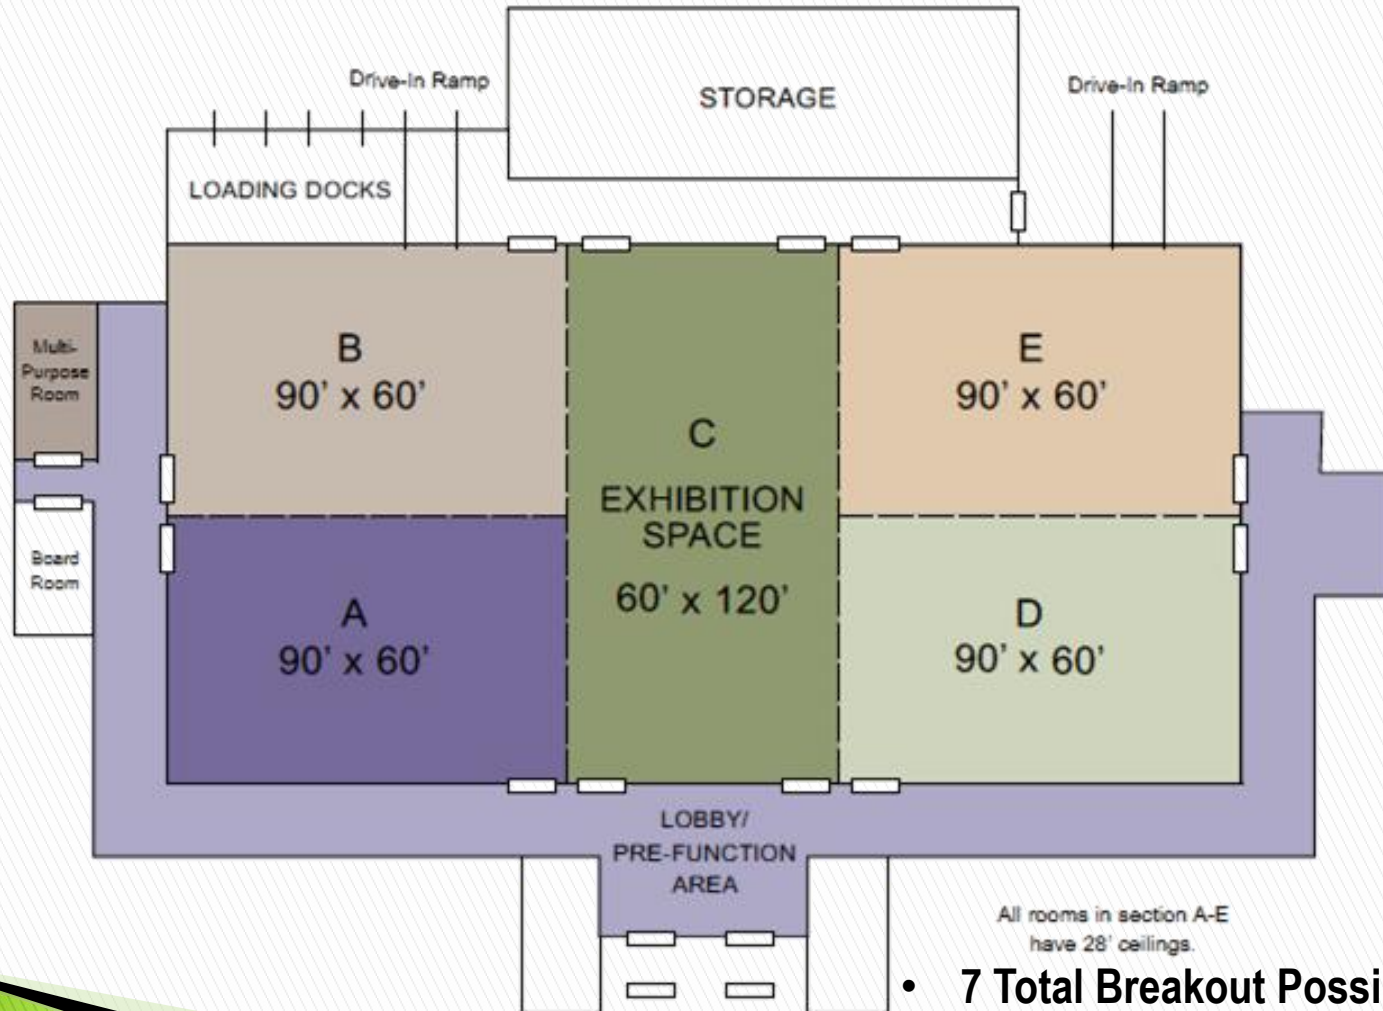 Drive-In Ramp
STORAGE
Drive-In Ramp
LOADING DOCKS
Multi-
Purpose
Room
B
90' x 60'
E
90' x 60'
C
EXHIBITION
SPACE
60' x 120'
Board
Room
A
90' x 60'
D
90' x 60'
LOBBY/
PRE-FUNCTION
AREA
All rooms in section A-E
have 28' ceilings.
• 7 Total Breakout